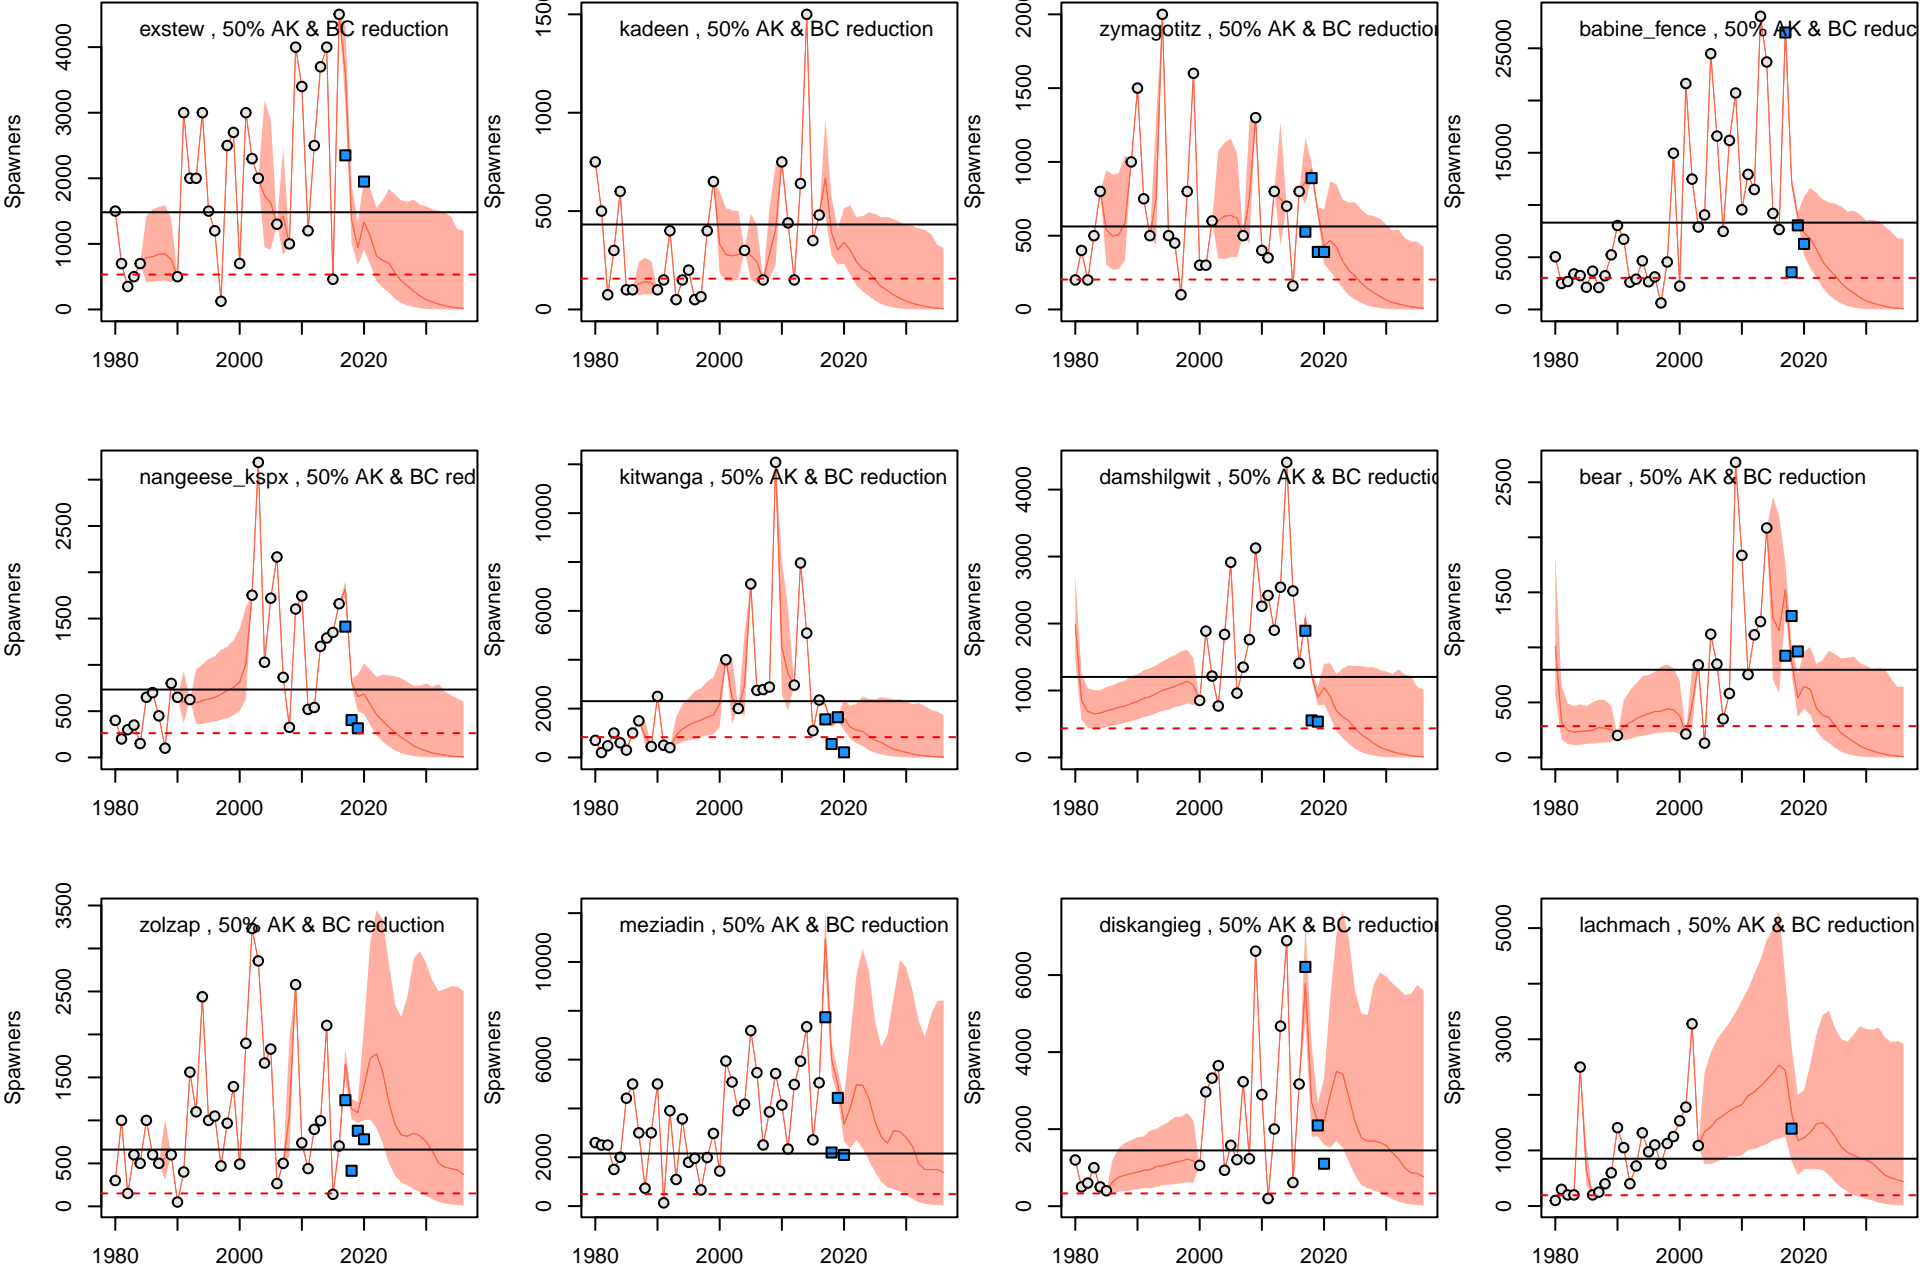 exstew , 50% AK & BC reduction
Spawners
0 1000 2000 3000 4000
1980 2000 2020
kadeen , 50% AK & BC reduction
Spawners
0 500 1000 1500
1980 2000 2020
zymagotitz , 50% AK & BC reduction
Spawners
0 500 1000 1500 2000
1980 2000 2020
babine_fence , 50% AK & BC reduc
Spawners
0 5000 15000 25000
1980 2000 2020
nangeese_kspx , 50% AK & BC red
Spawners
0 500 1500 2500
1980 2000 2020
kitwanga , 50% AK & BC reduction
Spawners
0 2000 6000 10000
1980 2000 2020
damshilgwit , 50% AK & BC reductio
Spawners
0 1000 2000 3000 4000
1980 2000 2020
bear , 50% AK & BC reduction
Spawners
0 500 1500 2500
1980 2000 2020
zolzap , 50% AK & BC reduction
Spawners
0 500 1500 2500 3500
1980 2000 2020
meziadin , 50% AK & BC reduction
Spawners
0 2000 6000 10000
1980 2000 2020
diskangieg , 50% AK & BC reduction
Spawners
0 2000 4000 6000
1980 2000 2020
lachmach , 50% AK & BC reduction
Spawners
0 1000 3000 5000
1980 2000 2020